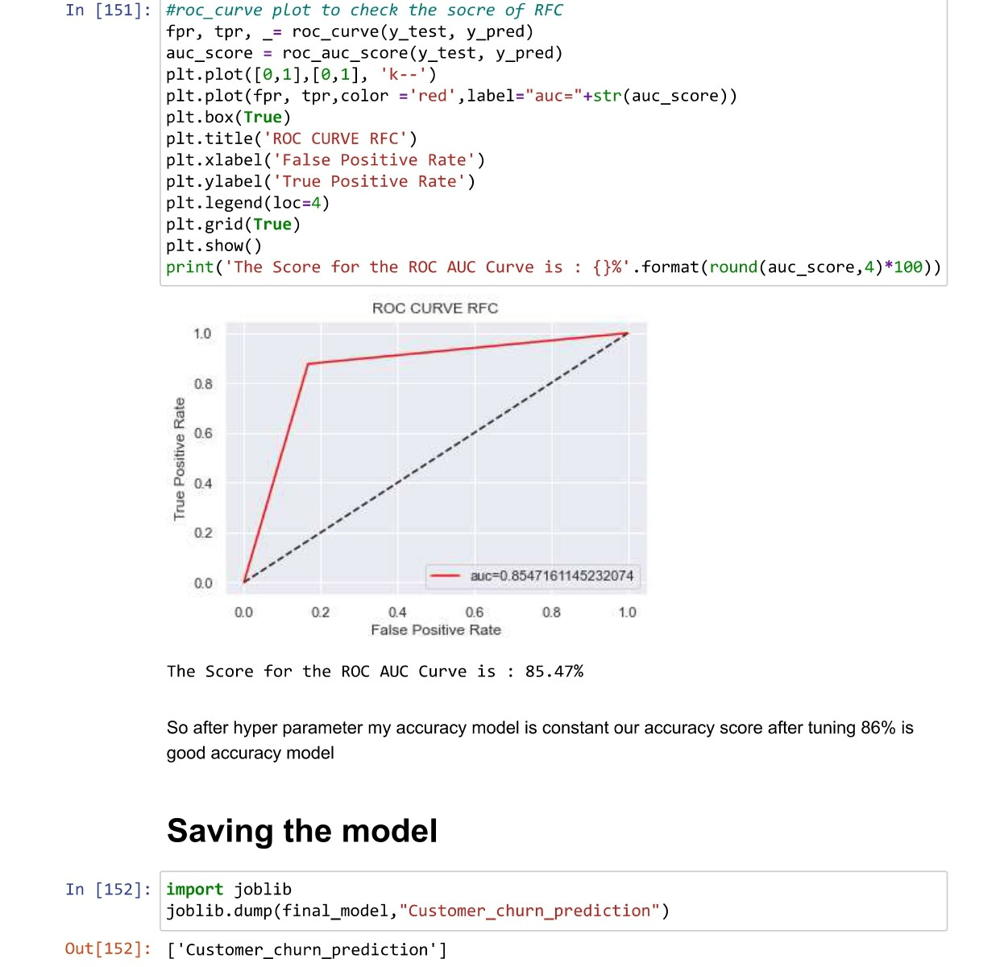 In [151]: #roc_curve plot to check the socre of RFC
fpr, tpr, _= roc_curve(y_test, y_pred)
auc_score = roc_auc_score(y_test, y_pred)
plt.plot([0,1],[0,1], 'k--')
plt.plot(fpr, tpr,color ='red',label="auc="+str(auc_score))
plt.box(True)
plt.title('ROC CURVE RFC')
plt.xlabel('False Positive Rate')
plt.ylabel('True Positive Rate')
plt.legend(loc=4)
plt.grid(True)
plt.show()
print('The Score for the ROC AUC Curve is : {}%'.format(round(auc_score,4)*100))
ROC CURVE RFC
1.0
0.8
0.6
0.4
0.2
0.0
True Positive Rate
auc=0.8547161145232074
0.0 0.2 0.4 0.6 0.8 1.0
False Positive Rate
The Score for the ROC AUC Curve is : 85.47%
So after hyper parameter my accuracy model is constant our accuracy score after tuning 86% is
good accuracy model
Saving the model
In [152]: import joblib
joblib.dump(final_model,"Customer_churn_prediction")
Out[152]: ['Customer_churn_prediction']